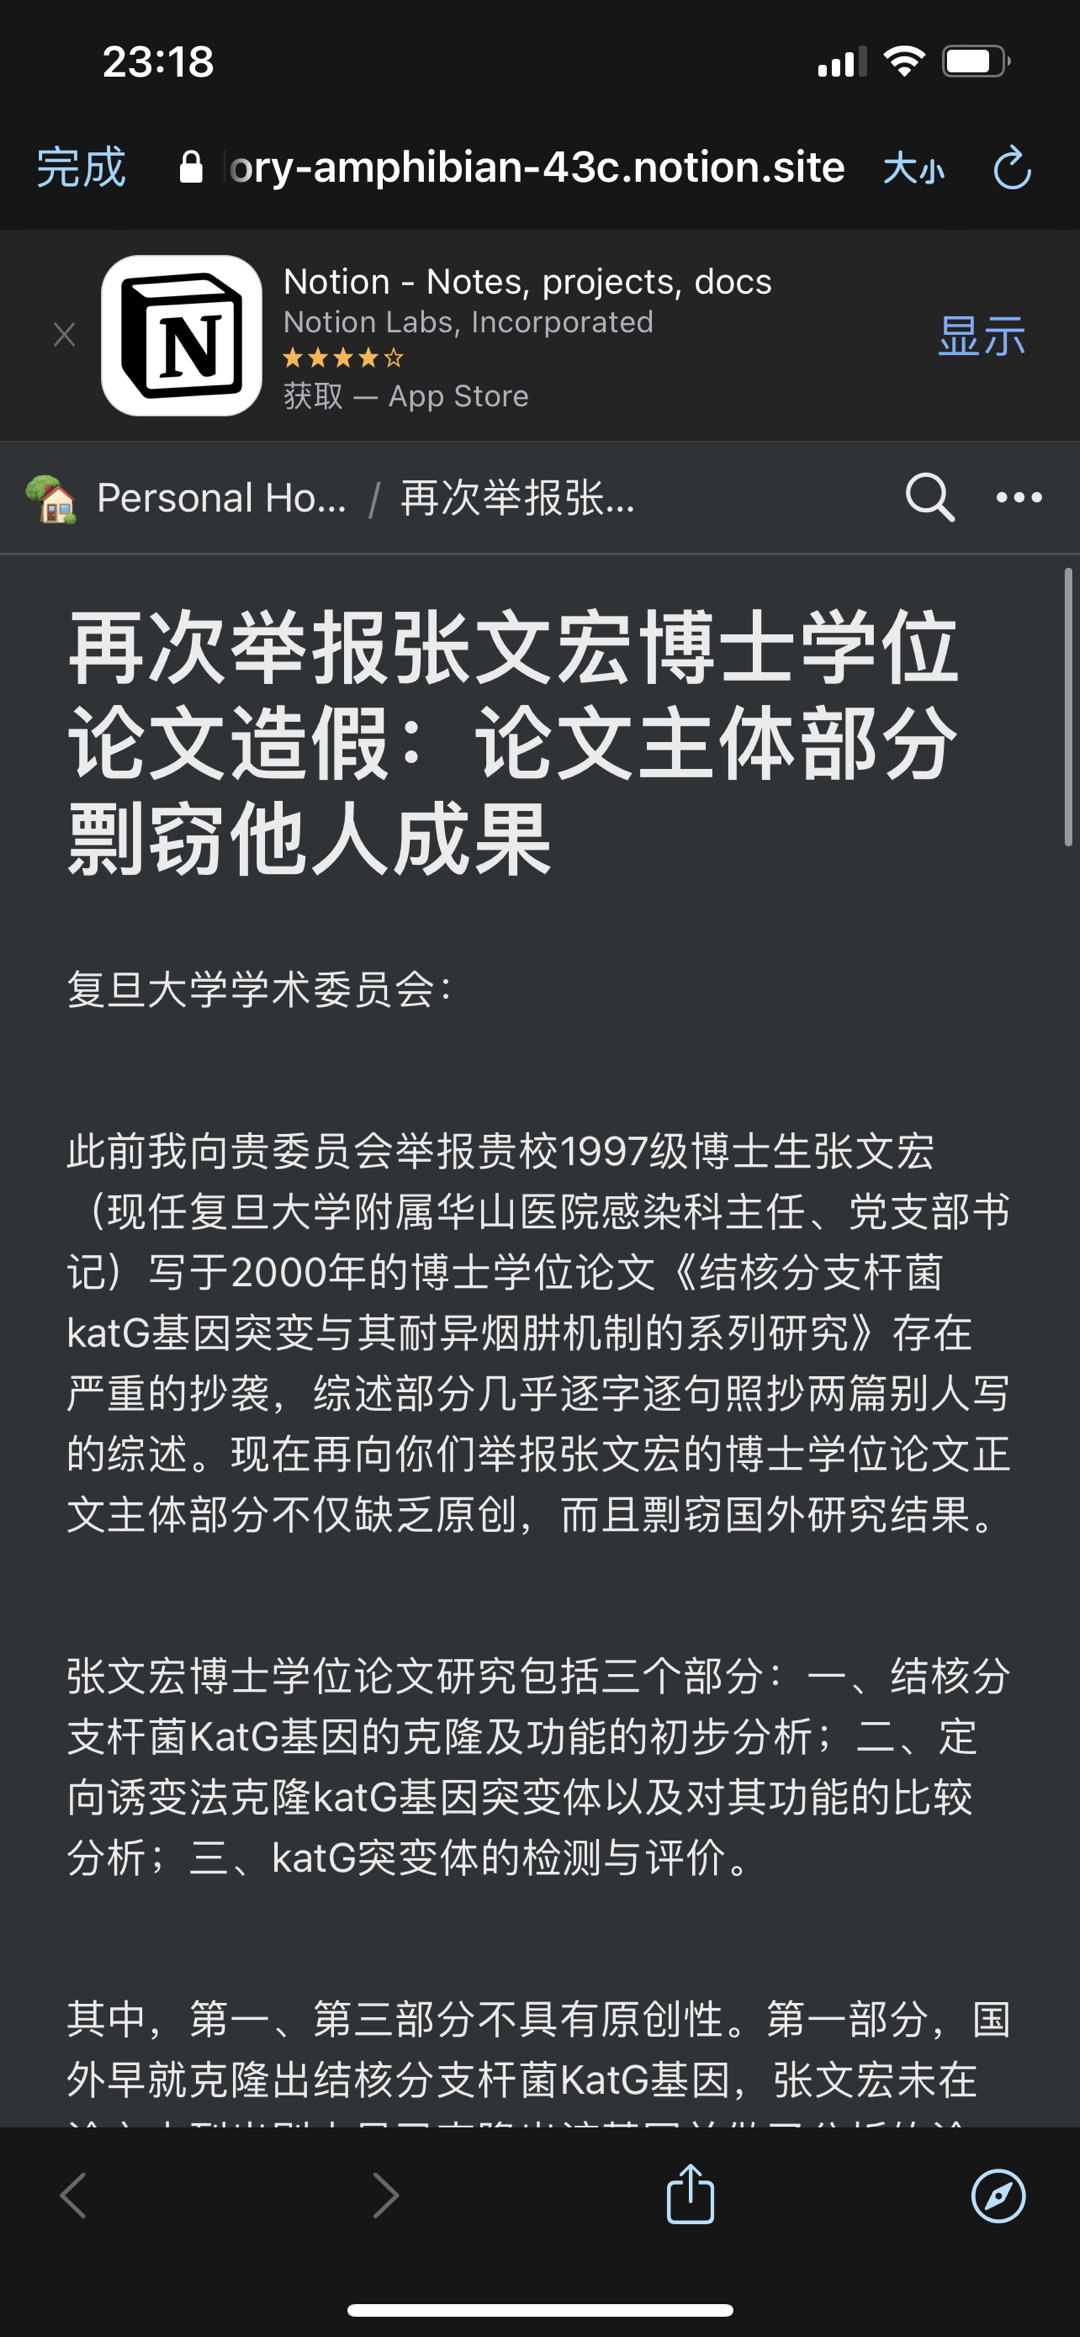 23:18
完成
ory-amphibian-43c.notion.site
大小
Notion - Notes, projects, docs
Notion Labs, Incorporated
获取 — App Store
显示
Personal Ho... / 再次举报张...
再次举报张文宏博士学位
论文造假：论文主体部分
剽窃他人成果
复旦大学学术委员会：
此前我向贵委员会举报贵校1997级博士生张文宏
（现任复旦大学附属华山医院感染科主任、党支部书
记）写于2000年的博士学位论文《结核分支杆菌
katG基因突变与其耐异烟肼机制的系列研究》存在
严重的抄袭，综述部分几乎逐字逐句照抄两篇别人写
的综述。现在再向你们举报张文宏的博士学位论文正
文主体部分不仅缺乏原创，而且剽窃国外研究结果。
张文宏博士学位论文研究包括三个部分：一、结核分
支杆菌KatG基因的克隆及功能的初步分析；二、定
向诱变法克隆katG基因突变体以及对其功能的比较
分析；三、katG突变体的检测与评价。
其中，第一、第三部分不具有原创性。第一部分，国
外早就克隆出结核分支杆菌KatG基因，张文宏未在